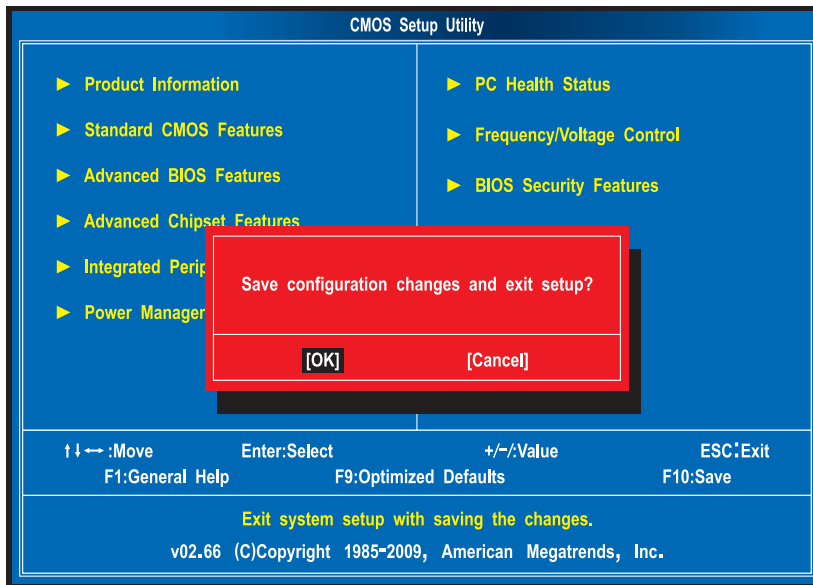 CMOS Setup Utility
► Product Information
► Standard CMOS Features
► Advanced BIOS Features
► Advanced Chipset Features
► Integrated Perip
► Power Manager
► PC Health Status
► Frequency/Voltage Control
► BIOS Security Features
Save configuration changes and exit setup?
[OK] [Cancel]
↑↓↔:Move Enter:Select +/-/:Value ESC:Exit
F1:General Help F9:Optimized Defaults F10:Save
Exit system setup with saving the changes.
v02.66 (C)Copyright 1985-2009, American Megatrends, Inc.